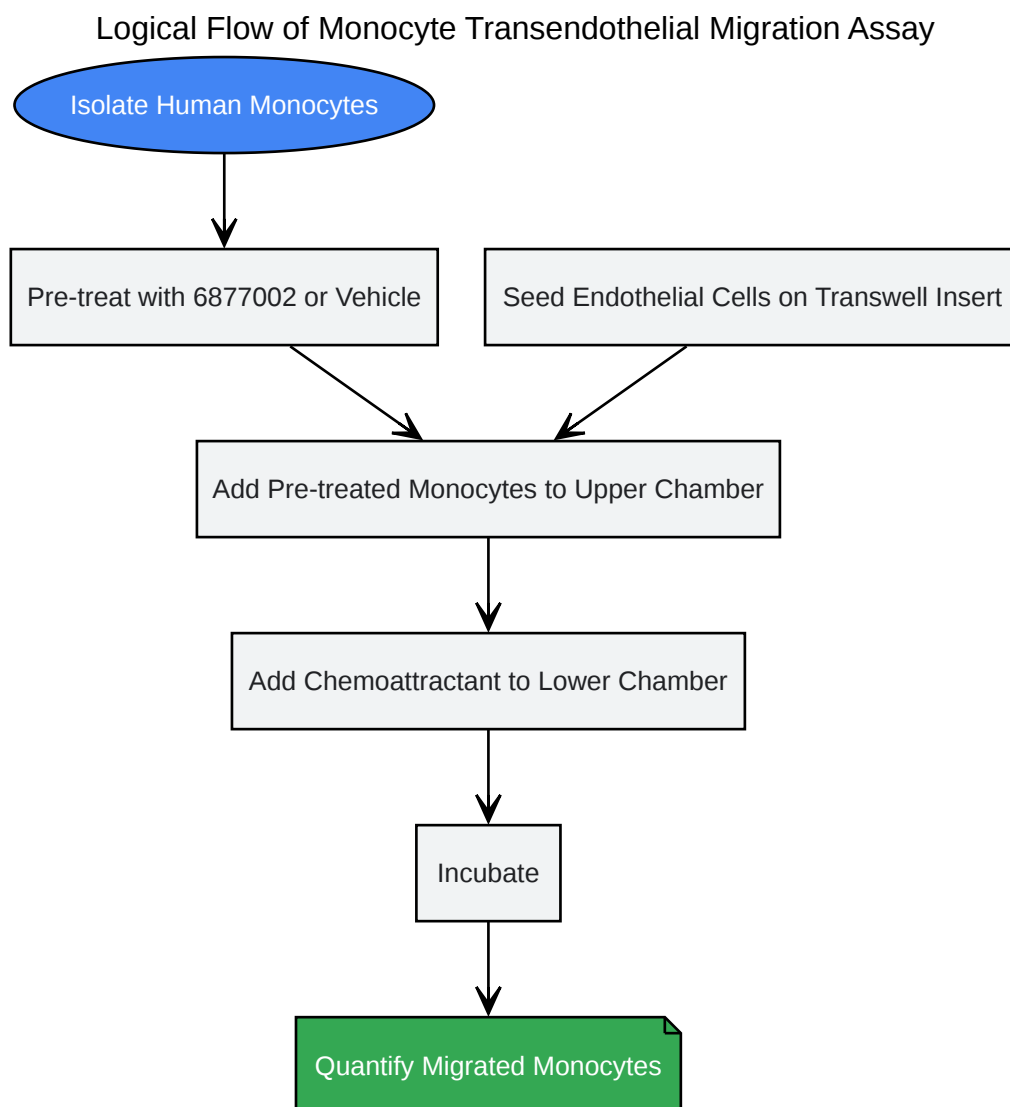 Logical Flow of Monocyte Transendothelial Migration Assay
Isolate Human Monocytes
Pre-treat with 6877002 or Vehicle
Seed Endothelial Cells on Transwell Insert
Add Pre-treated Monocytes to Upper Chamber
Add Chemoattractant to Lower Chamber
Incubate
Quantify Migrated Monocytes